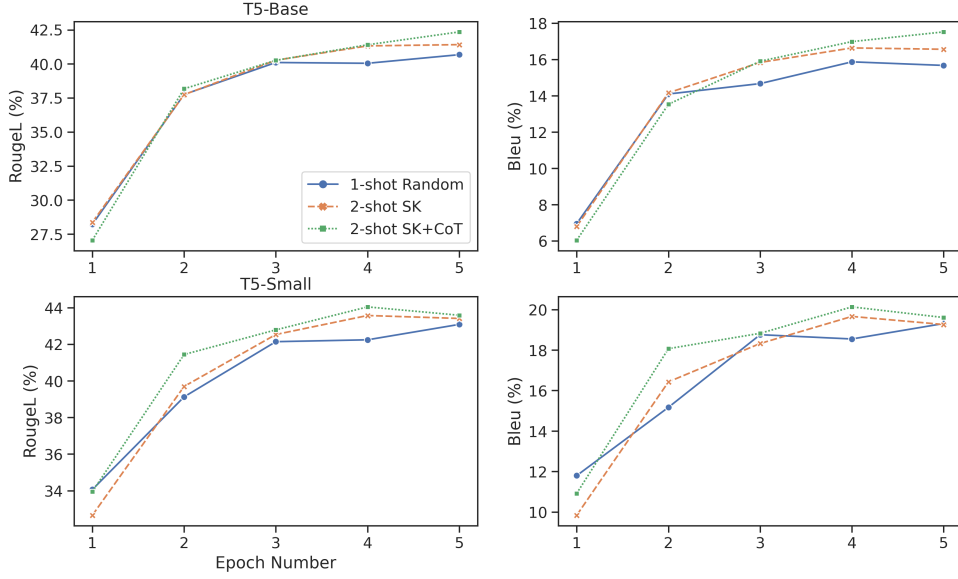 T5-Base
RougeL (%)
42.5
40.0
37.5
35.0
32.5
30.0
27.5
1 2 3 4 5
1-shot Random
2-shot SK
2-shot SK+CoT
Bleu (%)
18
16
14
12
10
8
6
1 2 3 4 5
T5-Small
RougeL (%)
44
42
40
38
36
34
1 2 3 4 5
Epoch Number
Bleu (%)
20
18
16
14
12
10
1 2 3 4 5